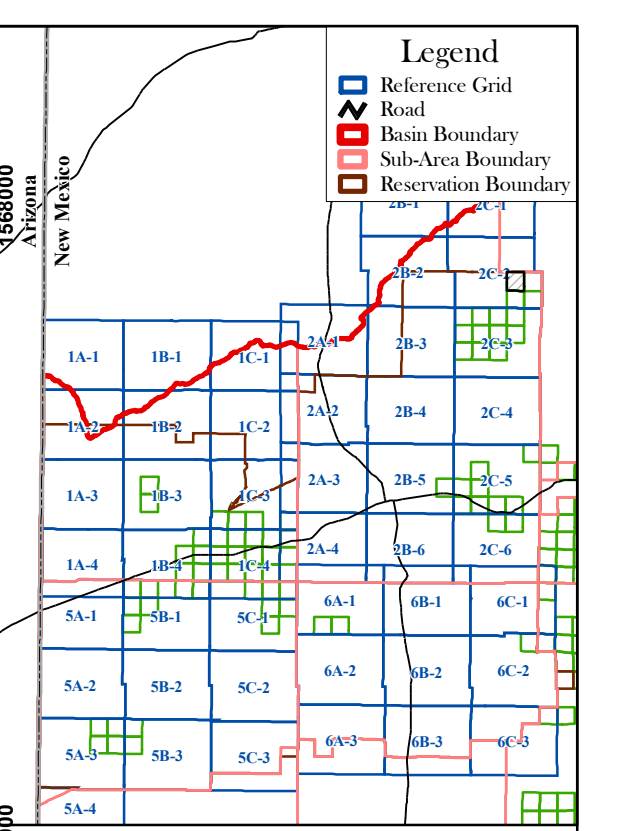 Legend
Reference Grid
Road
Basin Boundary
Sub-Area Boundary
Reservation Boundary
1568000
Arizona
New Mexico
2B-1
2C-1
2B-2
2A-1
2B-3
2C-3
1A-1
1B-1
1C-1
2A-2
2B-4
2C-4
1A-2
1B-2
1C-2
2A-3
2B-5
2C-5
1A-3
1B-3
1C-3
2A-4
2B-6
2C-6
1A-4
1B-4
1C-4
6A-1
6B-1
6C-1
5A-1
5B-1
5C-1
6A-2
6B-2
6C-2
5A-2
5B-2
5C-2
6A-3
6B-3
6C-3
5A-3
5B-3
5C-3
5A-4